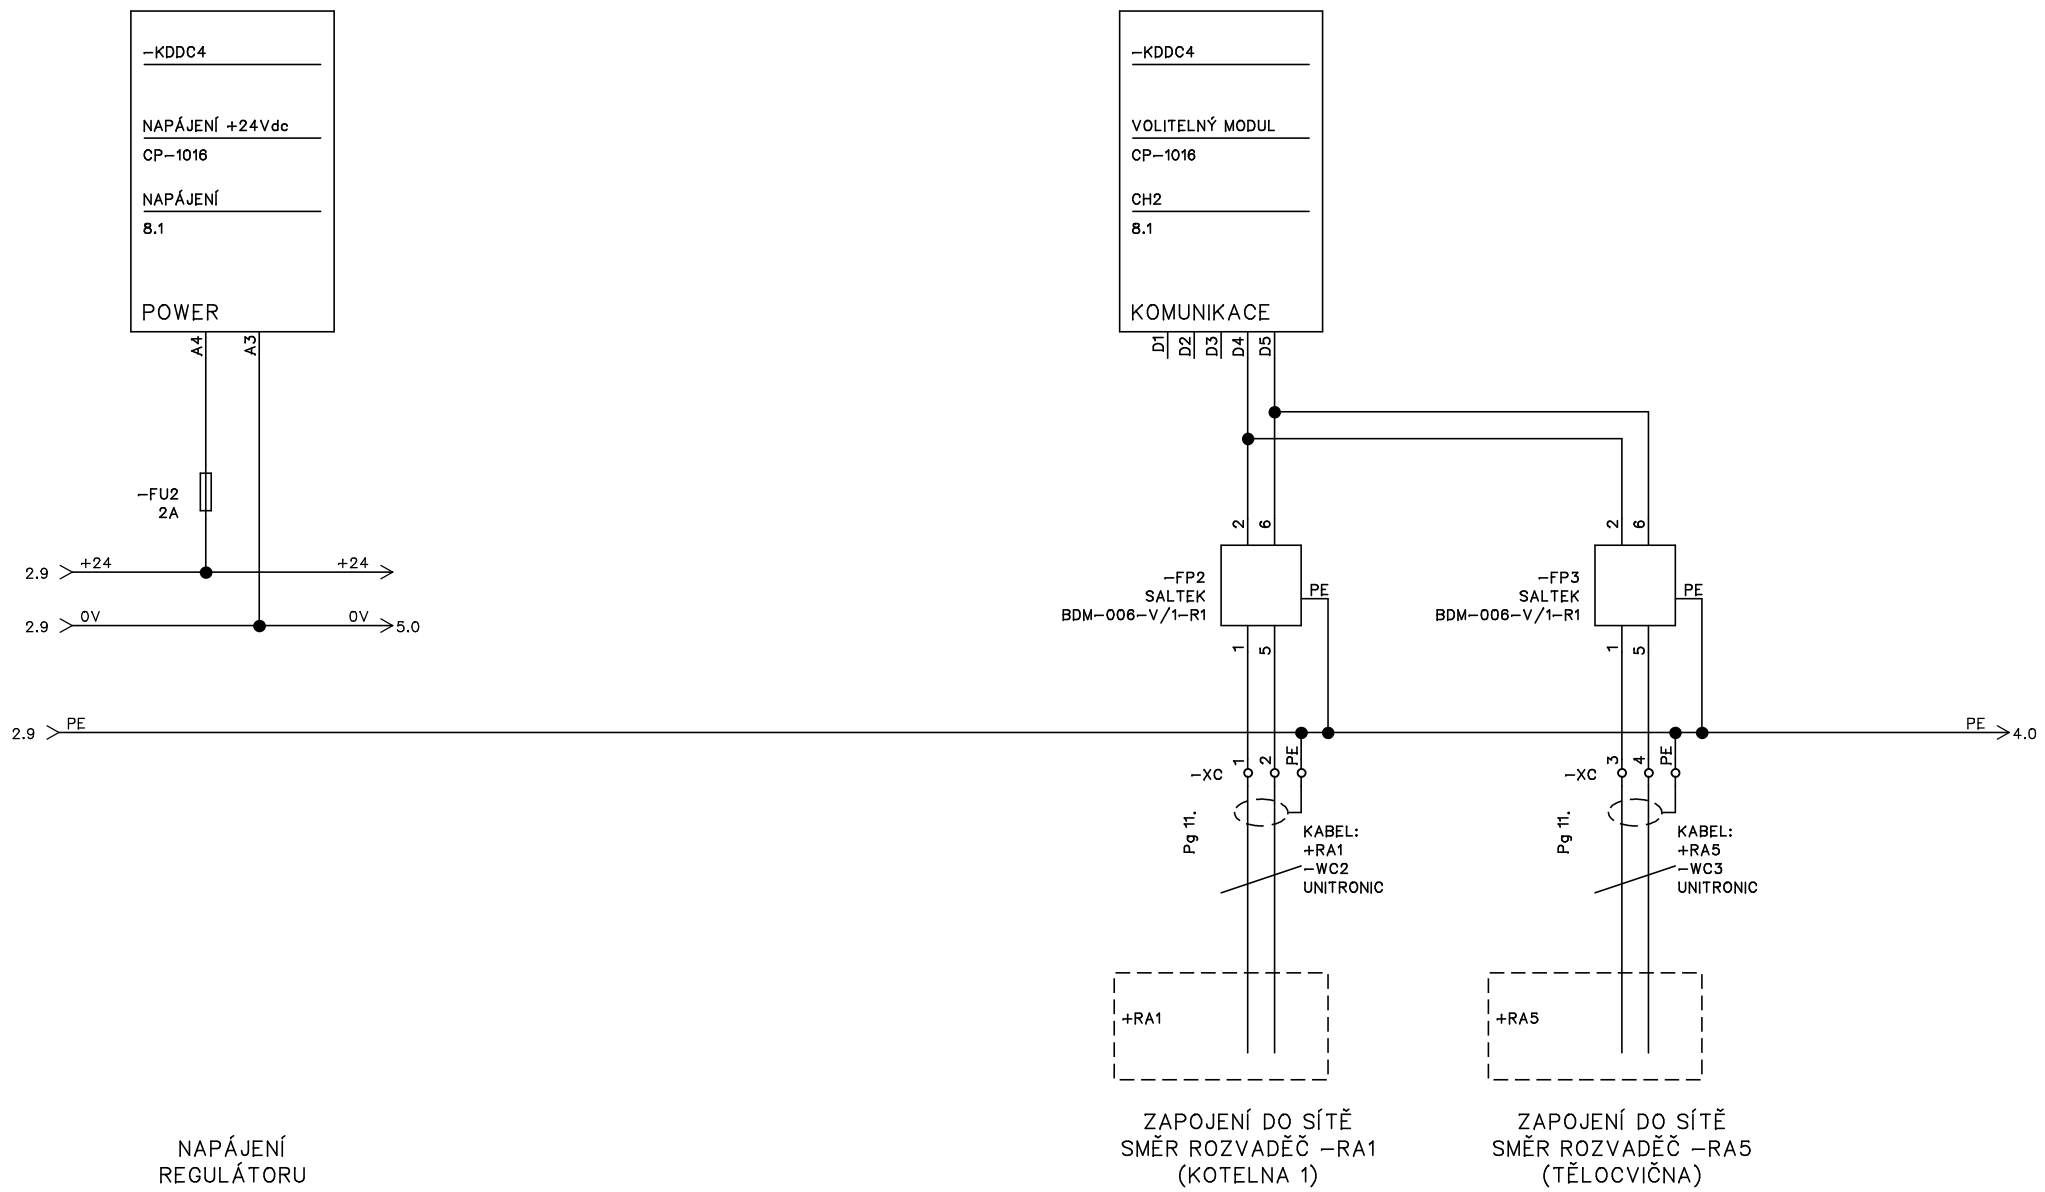 -KDDC4
NAPÁJENÍ +24Vdc
CP-1016
NAPÁJENÍ
8.1
POWER
A4
A3
-FU2
2A
2.9
+24
+24
2.9
0V
0V
5.0
-KDDC4
VOLITELNÝ MODUL
CP-1016
CH2
8.1
KOMUNIKACE
D1
D2
D3
D4
D5
2
6
-FP2
SALTEK
BDM-006-V/1-R1
PE
1
5
2
6
-FP3
SALTEK
BDM-006-V/1-R1
PE
1
5
2.9
PE
PE
4.0
-XC
1
2
PE
Pg 11.
KABEL:
+RA1
-WC2
UNITRONIC
-XC
3
4
PE
Pg 11.
KABEL:
+RA5
-WC3
UNITRONIC
+RA1
+RA5
NAPÁJENÍ
REGULÁTORU
ZAPOJENÍ DO SÍTĚ
SMĚR ROZVADĚČ -RA1
(KOTELNA 1)
ZAPOJENÍ DO SÍTĚ
SMĚR ROZVADĚČ -RA5
(TĚLOCVIČNA)